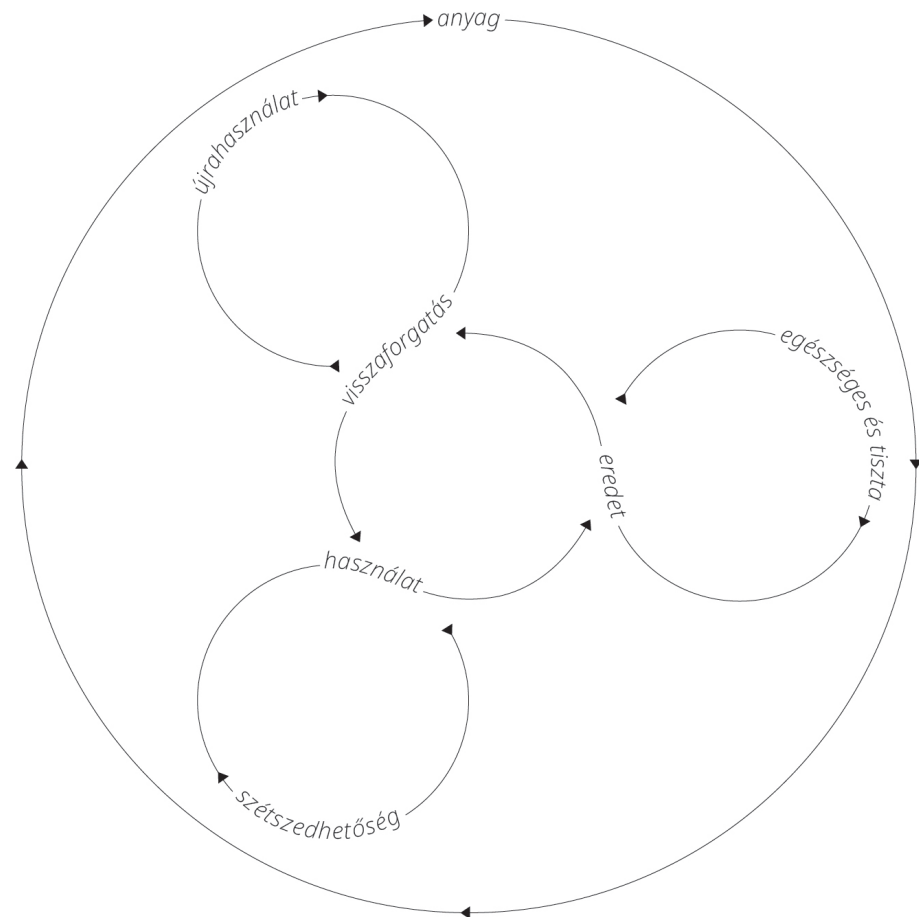 anyag
újrahasználat
visszaforgatás
egészséges és tiszta
eredet
használat
szétszedhetőség